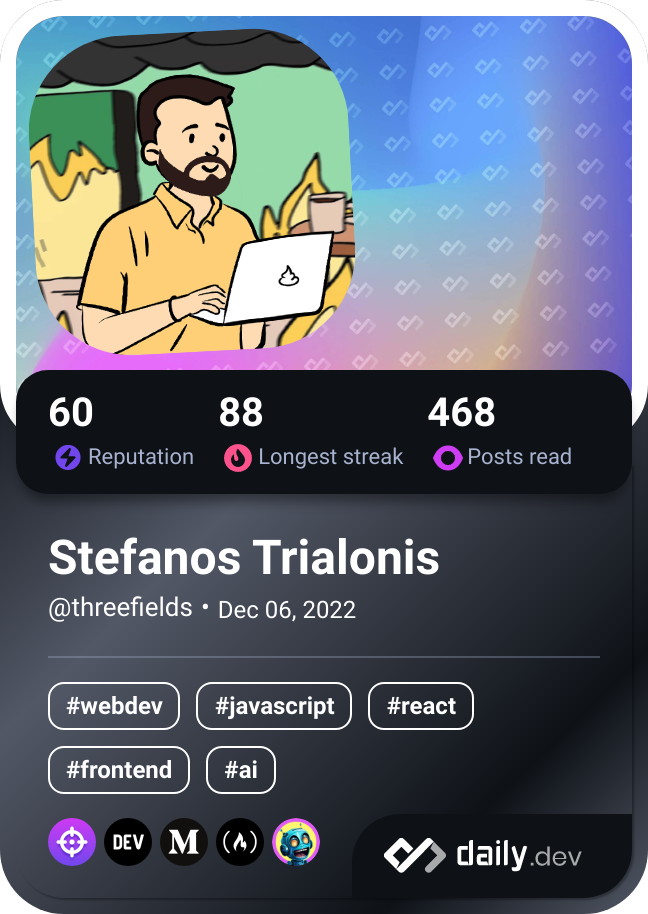 60 88 468
Reputation Longest streak Posts read
Stefanos Trialonis
@threefields • Dec 06, 2022
#webdev #javascript #react
#frontend #ai
DEV M
daily.dev